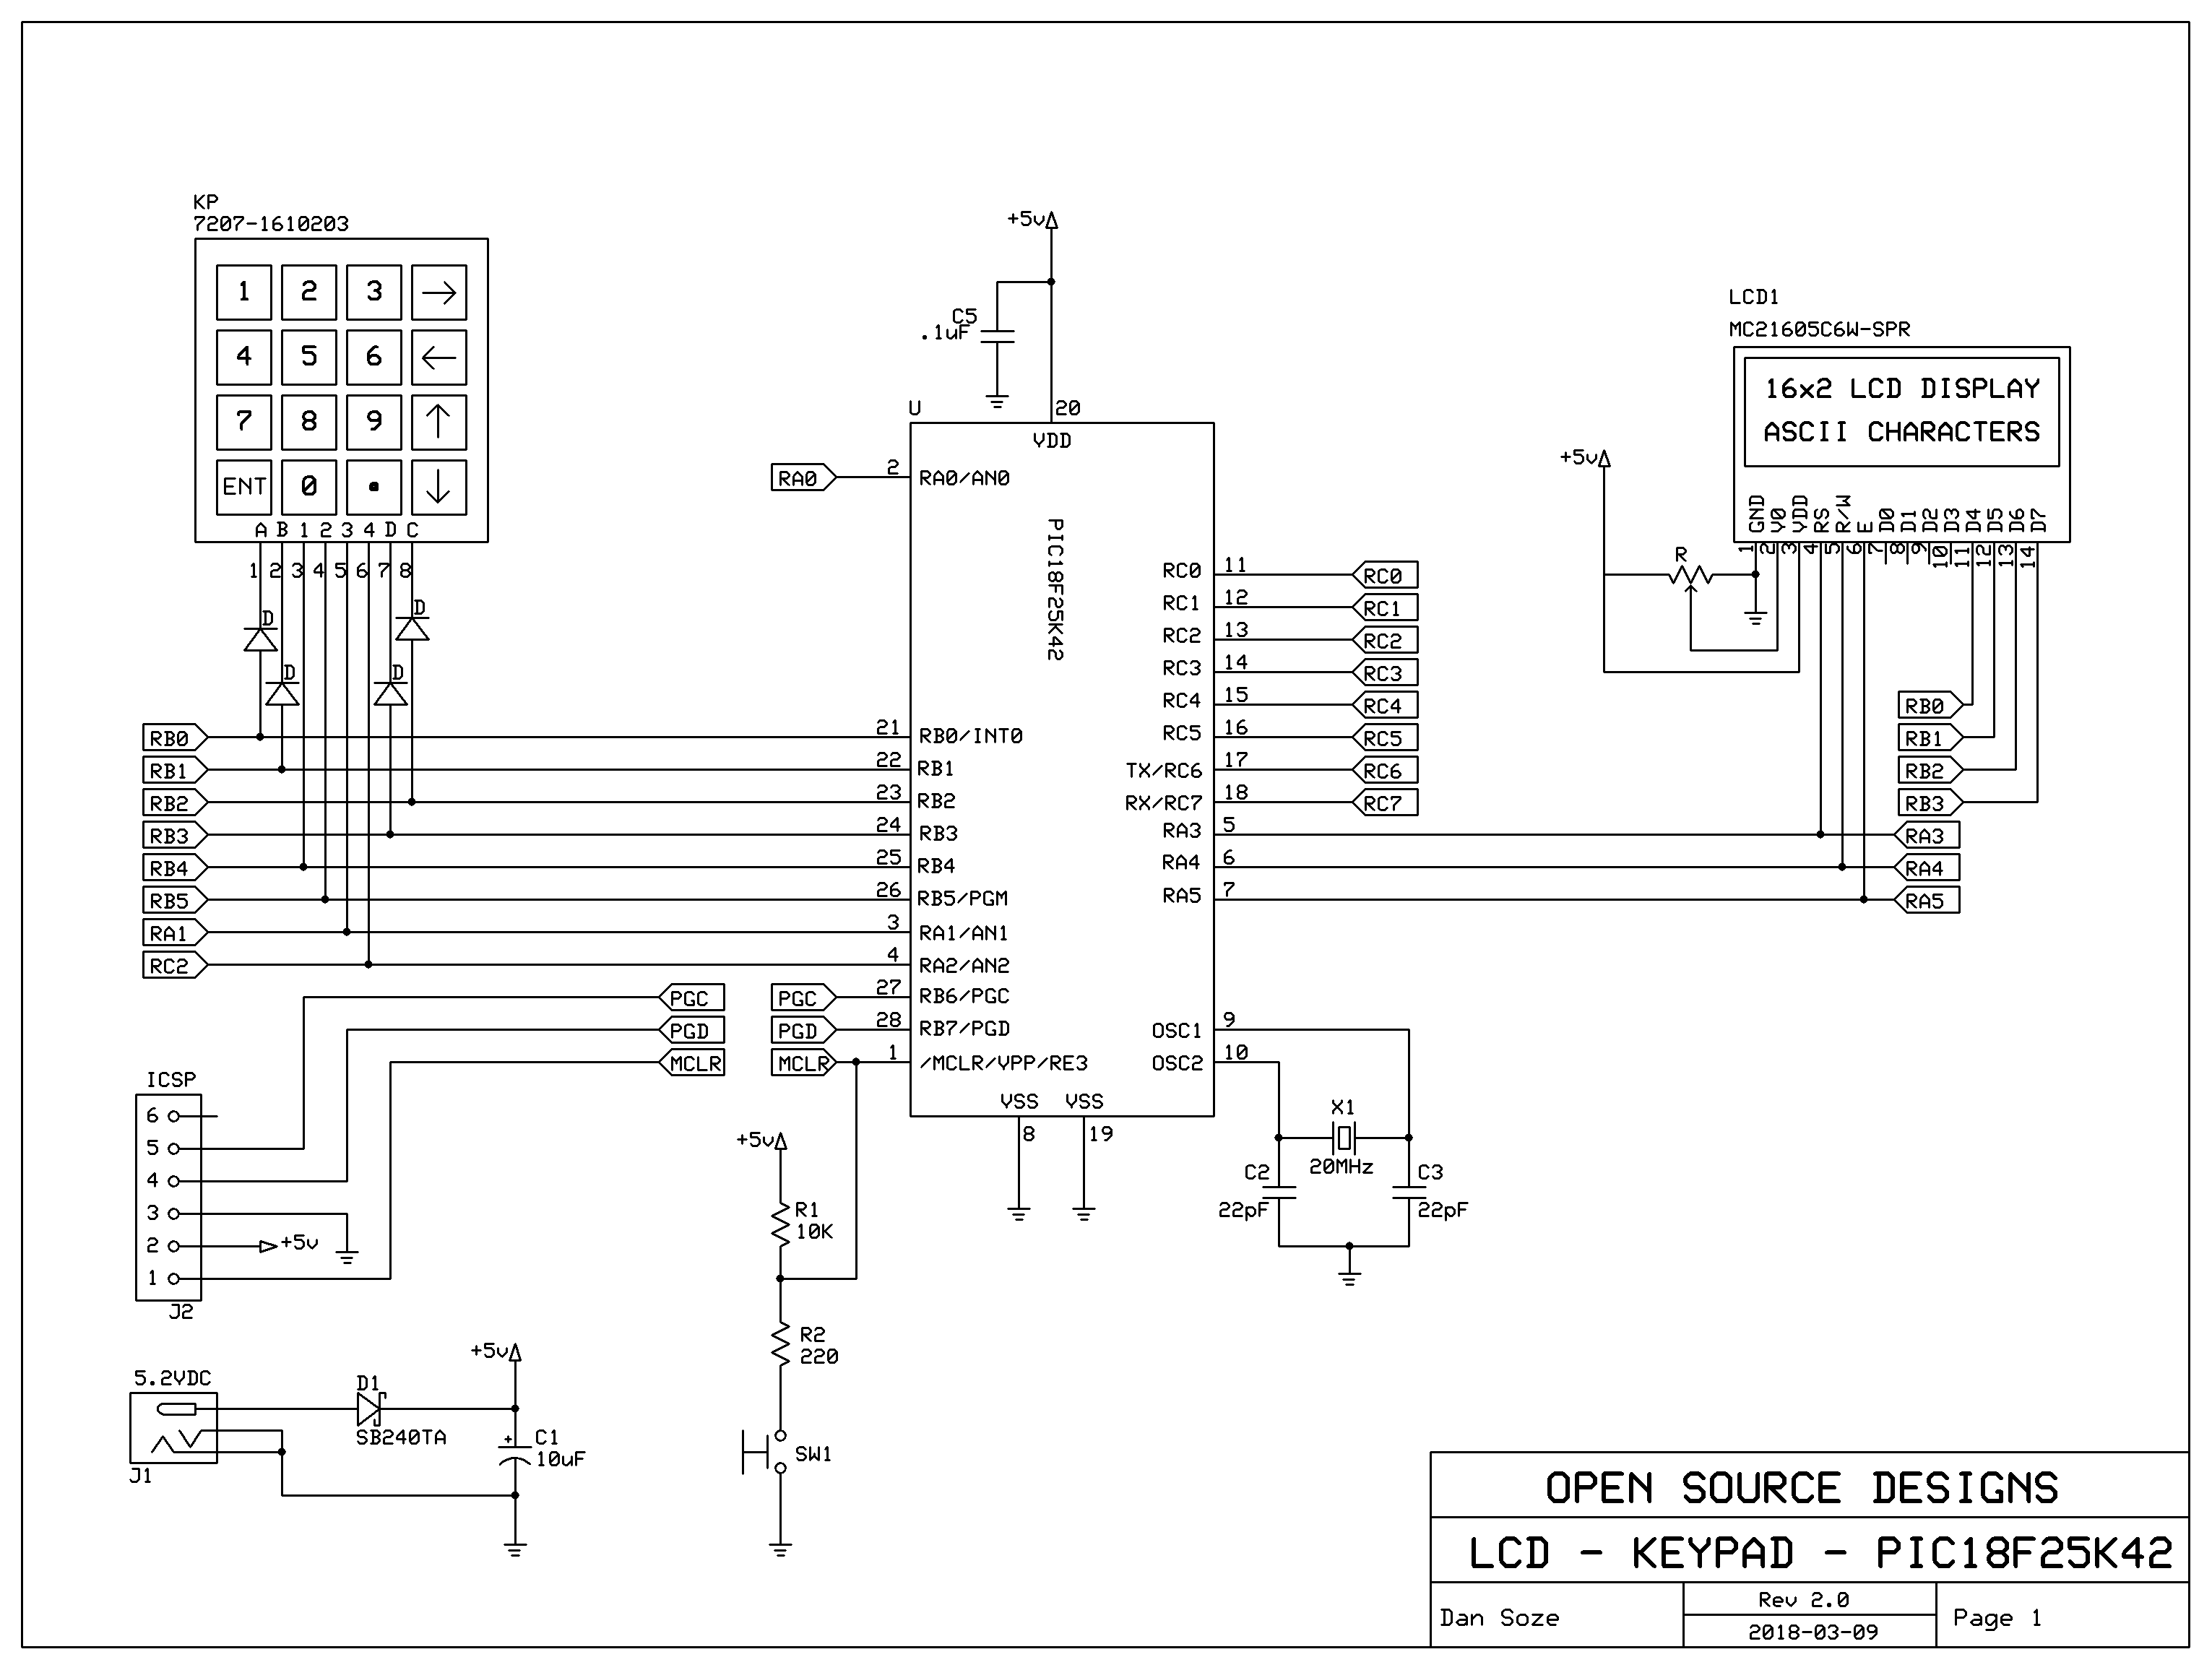 KP
7207-1610203
1 2 3 →
4 5 6 ←
7 8 9 ↑
ENT 0 . ↓
A B 1 2 3 4 D C
1 2 3 4 5 6 7 8
D
D
D
D
RB0
RB1
RB2
RB3
RB4
RB5
RA1
RC2
+5v
C5
.1uF
U
20
VDD
PIC18F25K42
RA0
2 RA0/AN0
21 RB0/INT0
22 RB1
23 RB2
24 RB3
25 RB4
26 RB5/PGM
3 RA1/AN1
4 RA2/AN2
PGC 27 RB6/PGC
PGD 28 RB7/PGD
MCLR 1 /MCLR/VPP/RE3
VSS VSS
8 19
RC0 11 RC0
RC1 12 RC1
RC2 13 RC2
RC3 14 RC3
RC4 15 RC4
RC5 16 RC5
TX/RC6 17 RC6
RX/RC7 18 RC7
RA3 5 RA3
RA4 6 RA4
RA5 7 RA5
OSC1 9
OSC2 10
X1
20MHz
C2
22pF
C3
22pF
LCD1
MC21605C6W-SPR
16x2 LCD DISPLAY
ASCII CHARACTERS
GND V0 VDD RS R/W E D0 D1 D2 D3 D4 D5 D6 D7
1 2 3 4 5 6 7 8 9 10 11 12 13 14
+5v
R
RB0
RB1
RB2
RB3
PGC
PGD
MCLR
ICSP
6
5
4
3
2 +5v
1
J2
+5v
R1
10K
R2
220
SW1
5.2VDC
J1
D1
SB240TA
+5v
+
C1
10uF
OPEN SOURCE DESIGNS
LCD - KEYPAD - PIC18F25K42
Dan Soze
Rev 2.0
2018-03-09
Page 1